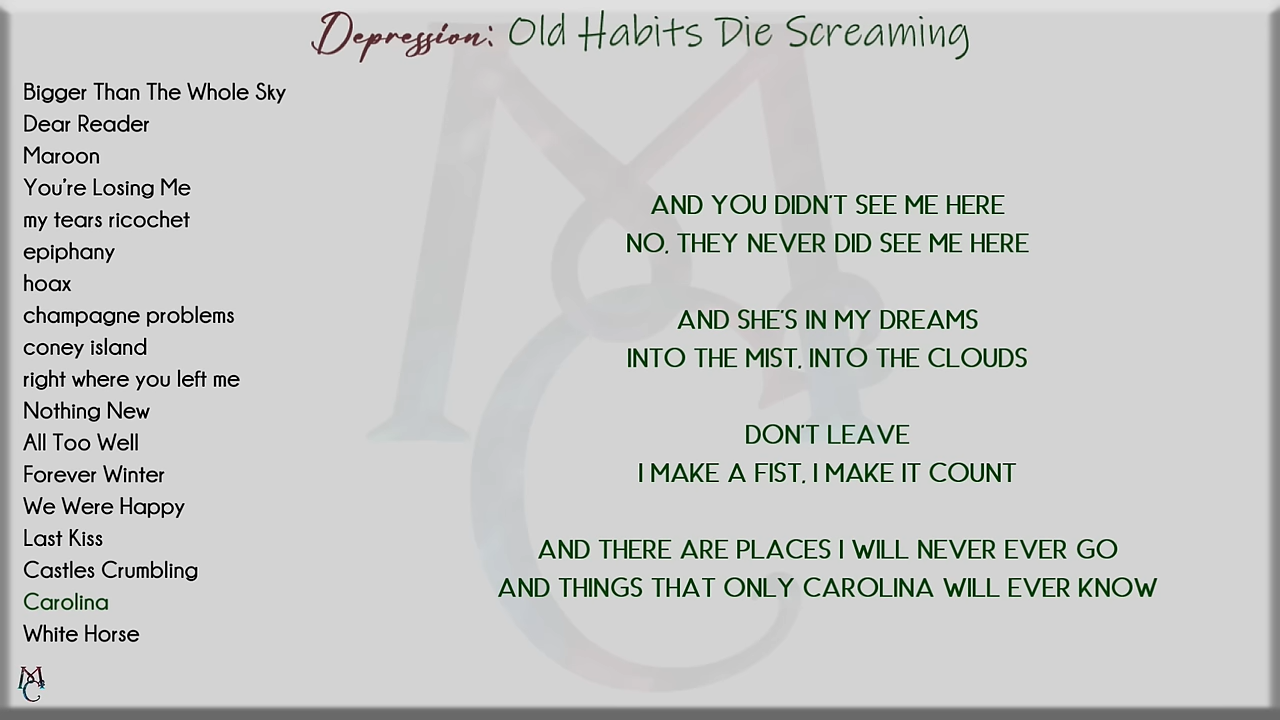 Depression: Old Habits Die Screaming
Bigger Than The Whole Sky
Dear Reader
Maroon
You're Losing Me
my tears ricochet
epiphany
hoax
champagne problems
coney island
right where you left me
Nothing New
All Too Well
Forever Winter
We Were Happy
Last Kiss
Castles Crumbling
Carolina
White Horse
AND YOU DIDN'T SEE ME HERE
NO, THEY NEVER DID SEE ME HERE
AND SHE'S IN MY DREAMS
INTO THE MIST, INTO THE CLOUDS
DON'T LEAVE
I MAKE A FIST, I MAKE IT COUNT
AND THERE ARE PLACES I WILL NEVER EVER GO
AND THINGS THAT ONLY CAROLINA WILL EVER KNOW